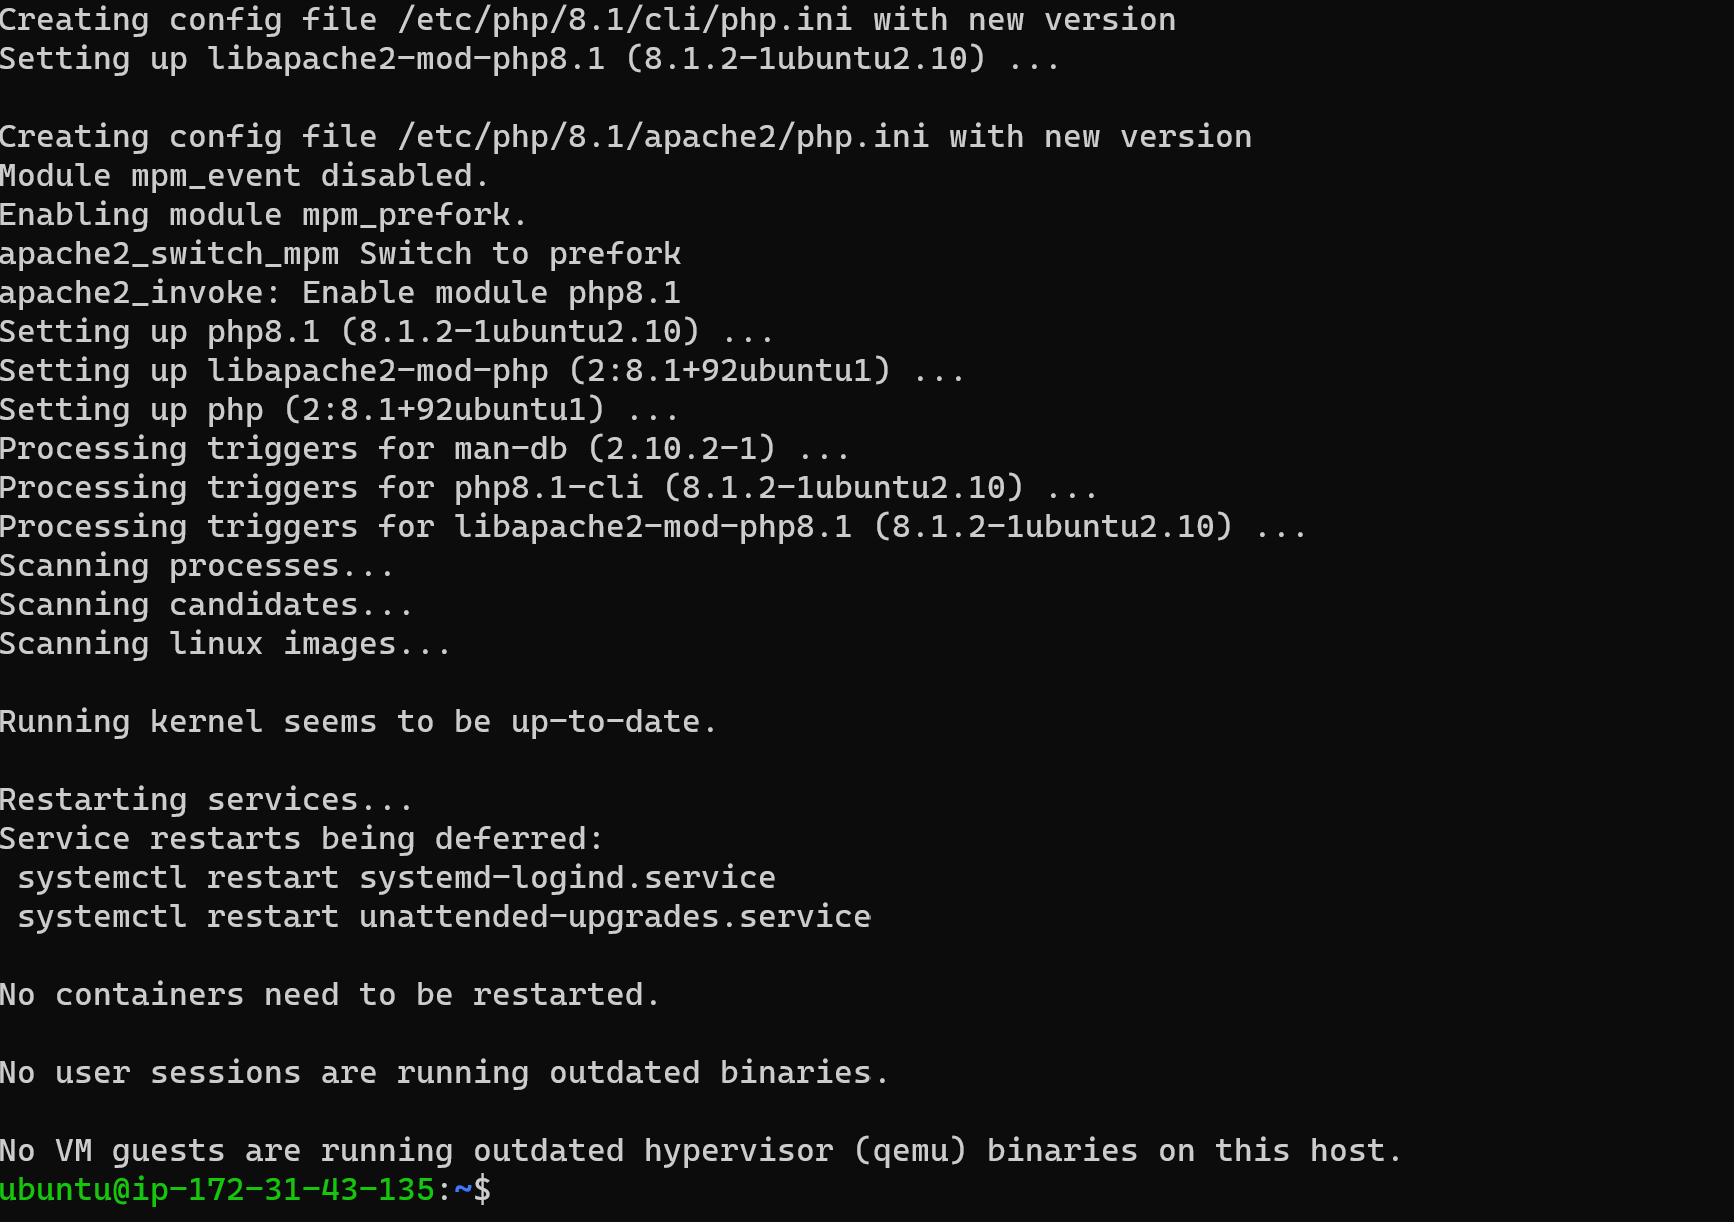 Creating config file /etc/php/8.1/cli/php.ini with new version
Setting up libapache2-mod-php8.1 (8.1.2-1ubuntu2.10) ...
Creating config file /etc/php/8.1/apache2/php.ini with new version
Module mpm_event disabled.
Enabling module mpm_prefork.
apache2_switch_mpm Switch to prefork
apache2_invoke: Enable module php8.1
Setting up php8.1 (8.1.2-1ubuntu2.10) ...
Setting up libapache2-mod-php (2:8.1+92ubuntu1) ...
Setting up php (2:8.1+92ubuntu1) ...
Processing triggers for man-db (2.10.2-1) ...
Processing triggers for php8.1-cli (8.1.2-1ubuntu2.10) ...
Processing triggers for libapache2-mod-php8.1 (8.1.2-1ubuntu2.10) ...
Scanning processes...
Scanning candidates...
Scanning linux images...
Running kernel seems to be up-to-date.
Restarting services...
Service restarts being deferred:
 systemctl restart systemd-logind.service
 systemctl restart unattended-upgrades.service
No containers need to be restarted.
No user sessions are running outdated binaries.
No VM guests are running outdated hypervisor (qemu) binaries on this host.
ubuntu@ip-172-31-43-135:~$